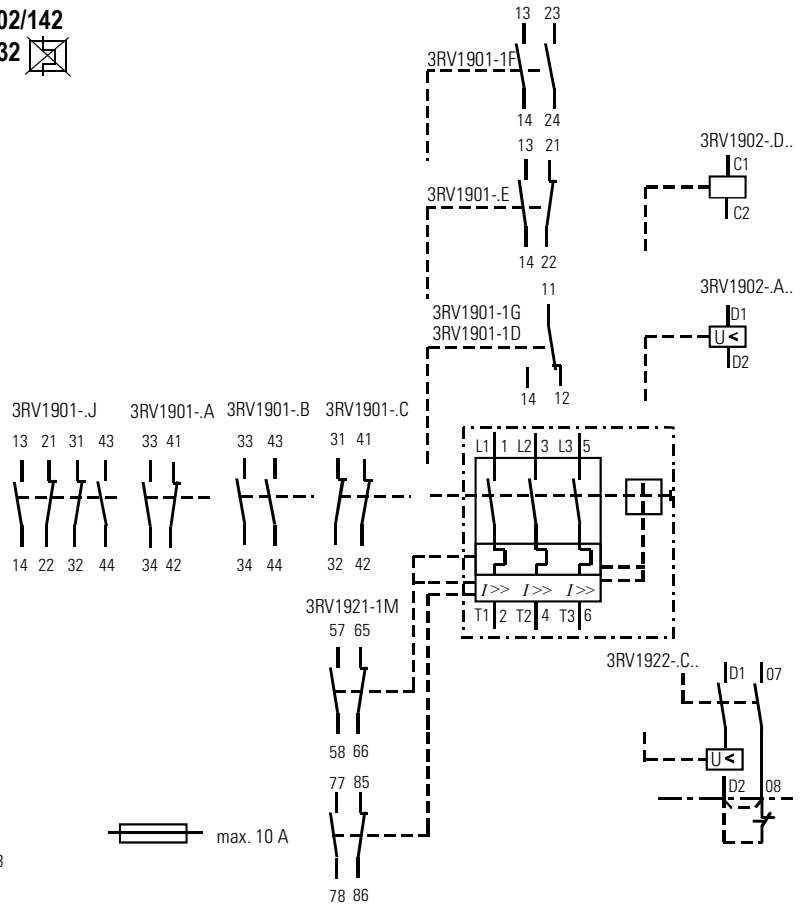 02/142
32
13 23
3RV1901-1F
14 24
13 21
3RV1901-.E
14 22
11
3RV1901-1G
3RV1901-1D
14 12
3RV1902-.D..
C1
C2
3RV1902-.A..
D1
U <
D2
3RV1901-.J 3RV1901-.A 3RV1901-.B 3RV1901-.C
13 21 31 43 33 41 33 43 31 41
14 22 32 44 34 42 34 44 32 42
L1 1 L2 3 L3 5
I>> I>> I>>
T1 2 T2 4 T3 6
3RV1921-1M
57 65
58 66
77 85
78 86
3RV1922-.C..
D1 07
U <
D2 08
max. 10 A